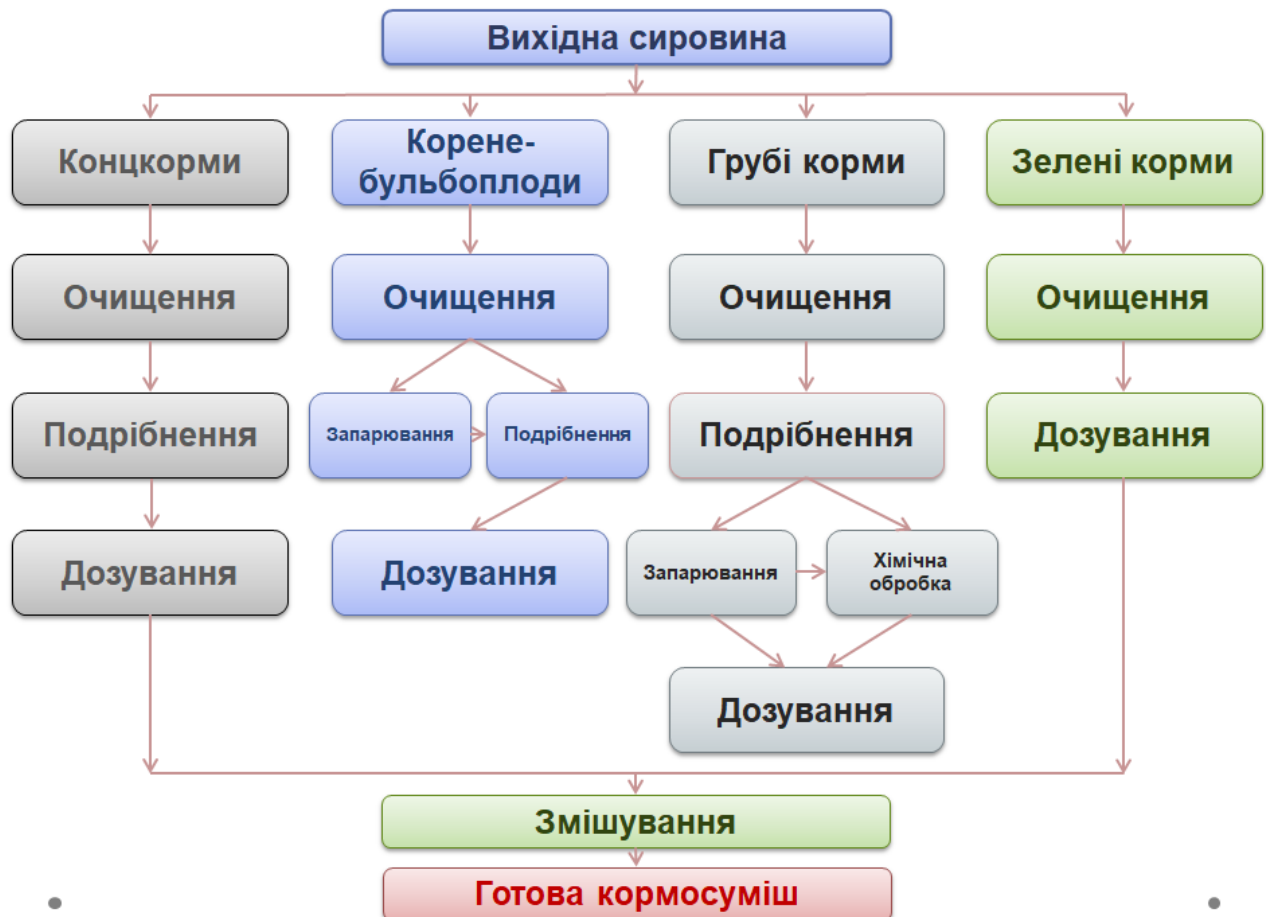 Вихідна сировина
Концкорми
Корене-
бульбоплоди
Грубі корми
Зелені корми
Очищення
Очищення
Очищення
Очищення
Подрібнення
Запарювання
Подрібнення
Подрібнення
Дозування
Дозування
Дозування
Запарювання
Хімічна
обробка
Дозування
Змішування
Готова кормосуміш